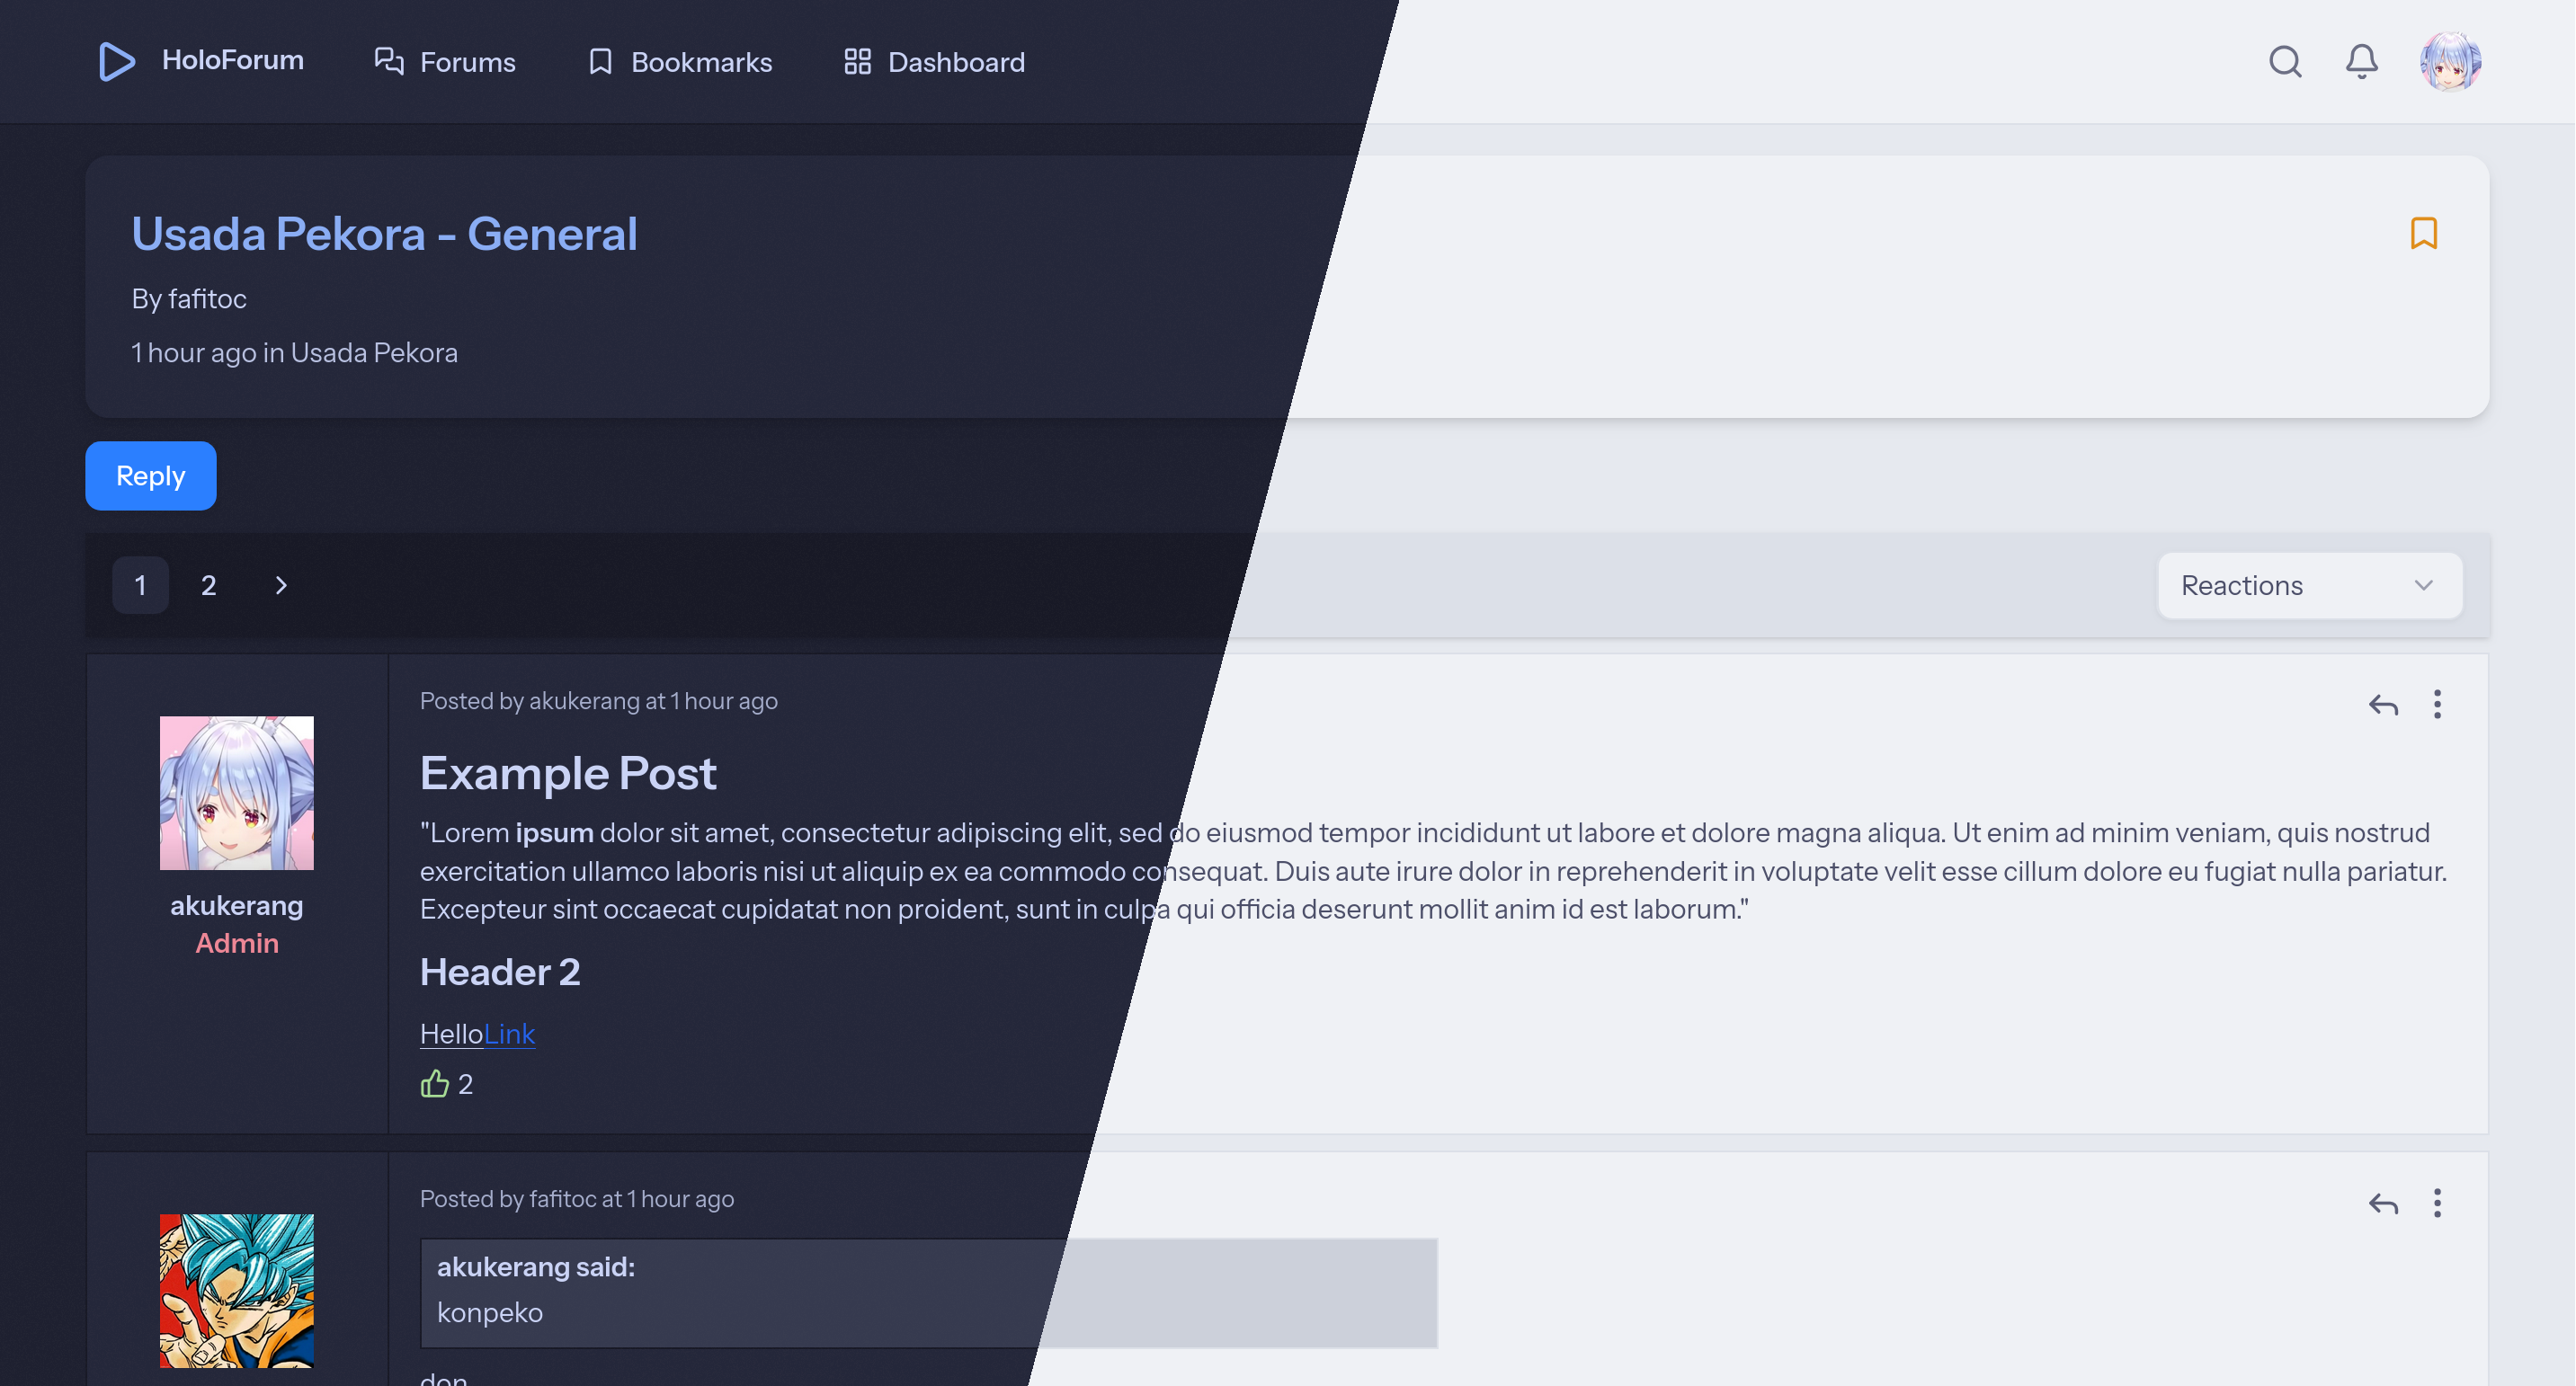 HoloForum
Forums
Bookmarks
Dashboard
Usada Pekora - General
By fafitoc
1 hour ago in Usada Pekora
Reply
1
2
Reactions
Posted by akukerang at 1 hour ago
Example Post
"Lorem ipsum dolor sit amet, consectetur adipiscing elit, sed do eiusmod tempor incididunt ut labore et dolore magna aliqua. Ut enim ad minim veniam, quis nostrud
exercitation ullamco laboris nisi ut aliquip ex ea commodo consequat. Duis aute irure dolor in reprehenderit in voluptate velit esse cillum dolore eu fugiat nulla pariatur.
Excepteur sint occaecat cupidatat non proident, sunt in culpa qui officia deserunt mollit anim id est laborum."
akukerang
Admin
Header 2
HelloLink
2
Posted by fafitoc at 1 hour ago
akukerang said:
konpeko